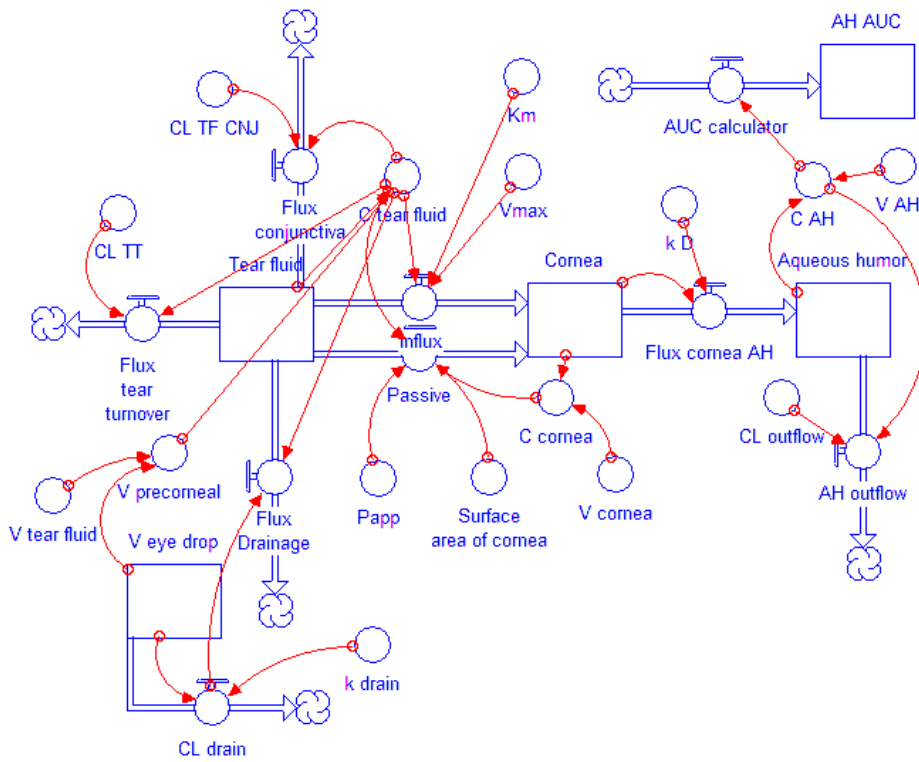 AH AUC
CL TF CNJ
Km
AUC calculator
Flux
conjunctiva
C tear fluid
Vmax
V AH
C AH
k D
CL TT
Tear fluid
Cornea
Aqueous humor
Flux
tear
turnover
Influx
Passive
Flux cornea AH
C cornea
CL outflow
V precorneal
V tear fluid
Flux
Drainage
Papp
Surface
area of cornea
V cornea
AH outflow
V eye drop
k drain
CL drain